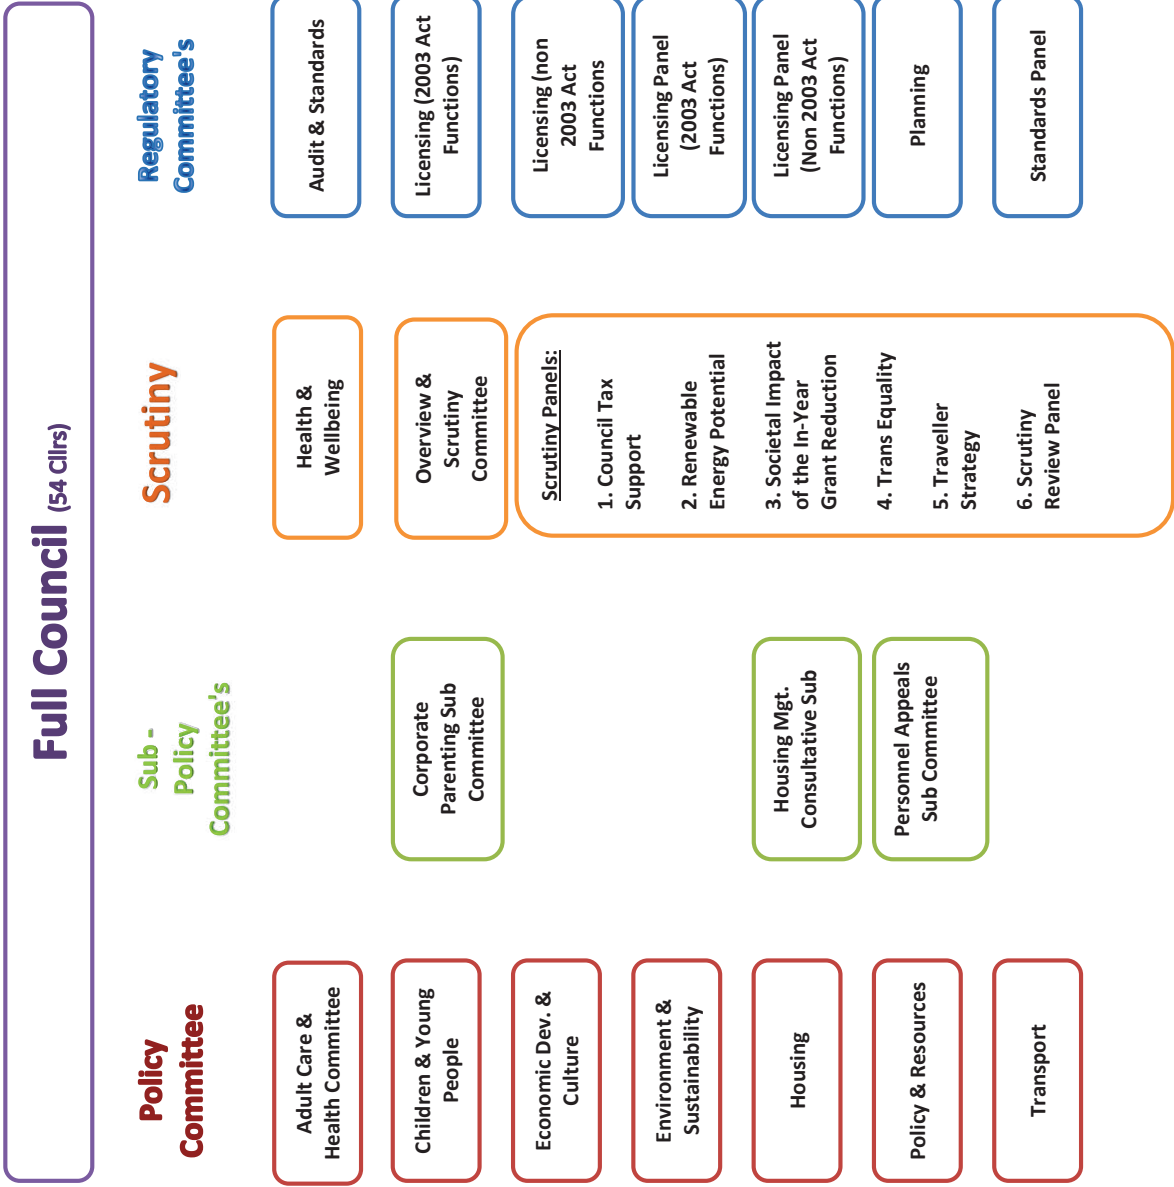 Full Council (54 Cllrs)
Policy
Committee
Adult Care &
Health Committee
Children & Young
People
Economic Dev. &
Culture
Environment &
Sustainability
Housing
Policy & Resources
Transport
Sub -
Policy
Committee's
Corporate
Parenting Sub
Committee
Housing Mgt.
Consultative Sub
Personnel Appeals
Sub Committee
Scrutiny
Health &
Wellbeing
Overview &
Scrutiny
Committee
Scrutiny Panels:
1. Council Tax
Support
2. Renewable
Energy Potential
3. Societal Impact
of the In-Year
Grant Reduction
4. Trans Equality
5. Traveller
Strategy
6. Scrutiny
Review Panel
Regulatory
Committee's
Audit & Standards
Licensing (2003 Act
Functions)
Licensing (non
2003 Act
Functions
Licensing Panel
(2003 Act
Functions)
Licensing Panel
(Non 2003 Act
Functions)
Planning
Standards Panel